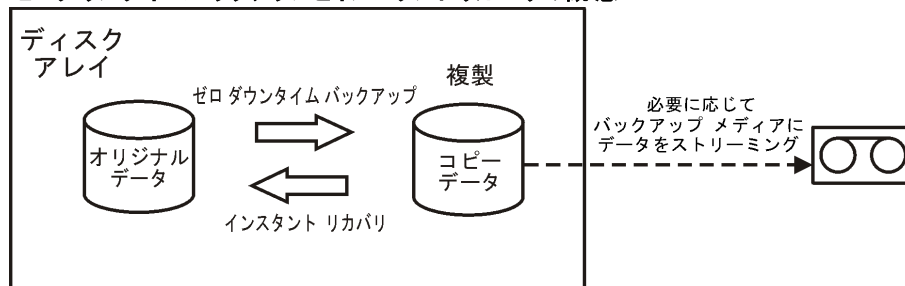 ディスク
アレイ
複製
ゼロ ダウンタイム バックアップ
オリジナル
データ
コピー
データ
インスタント リカバリ
必要に応じて
バックアップ メディアに
データをストリーミング